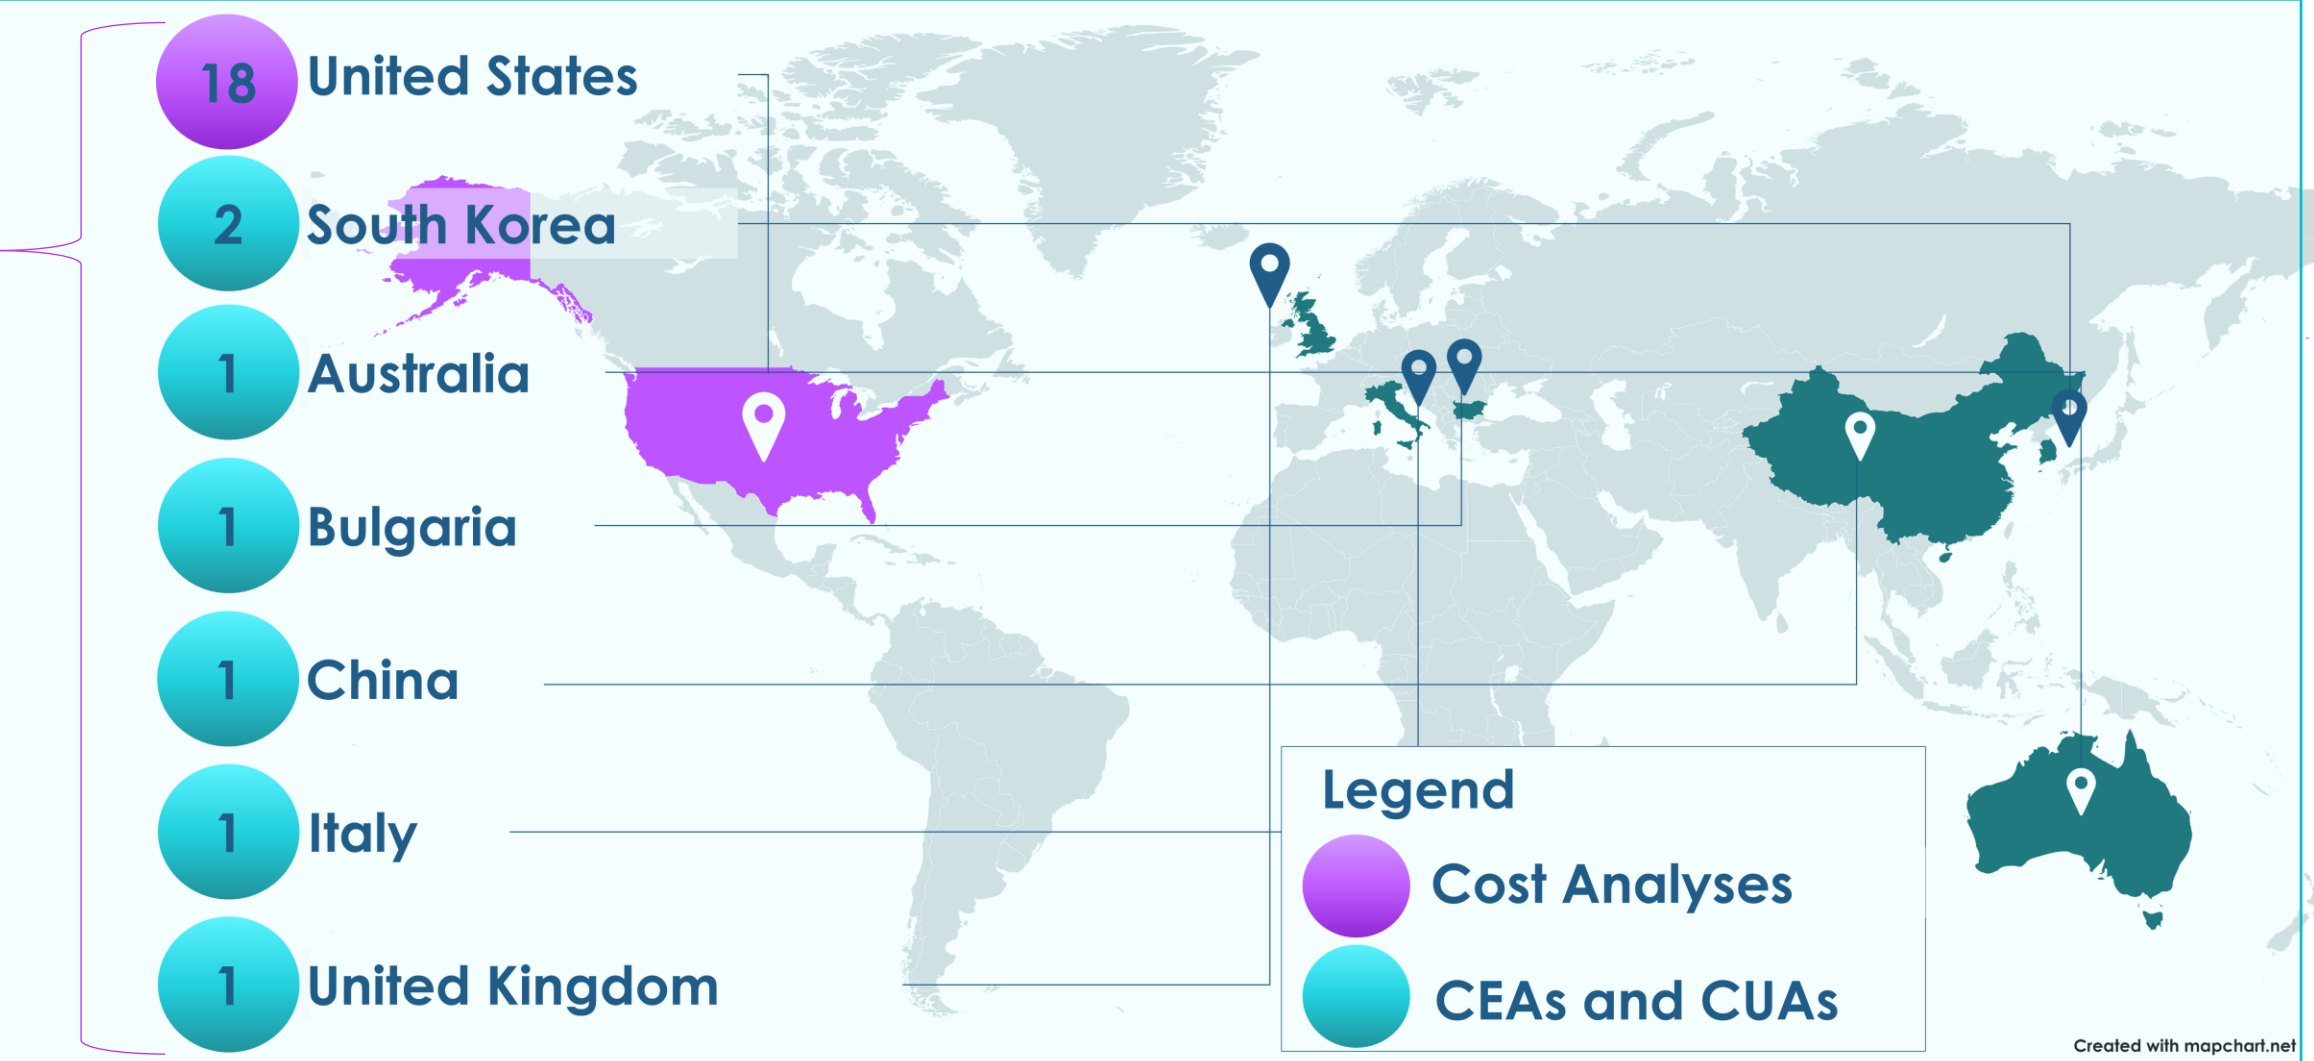 18 United States
2 South Korea
1 Australia
1 Bulgaria
1 China
1 Italy
1 United Kingdom
Legend
Cost Analyses
CEAs and CUAs
Created with mapchart.net